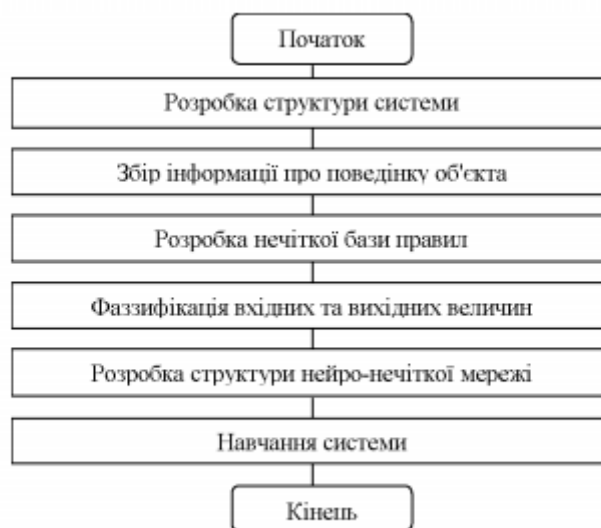 Початок
Розробка структури системи
Збір інформації про поведінку об'єкта
Розробка нечіткої бази правил
Фаззифікація вхідних та вихідних величин
Розробка структури нейро-нечіткої мережі
Навчання системи
Кінець